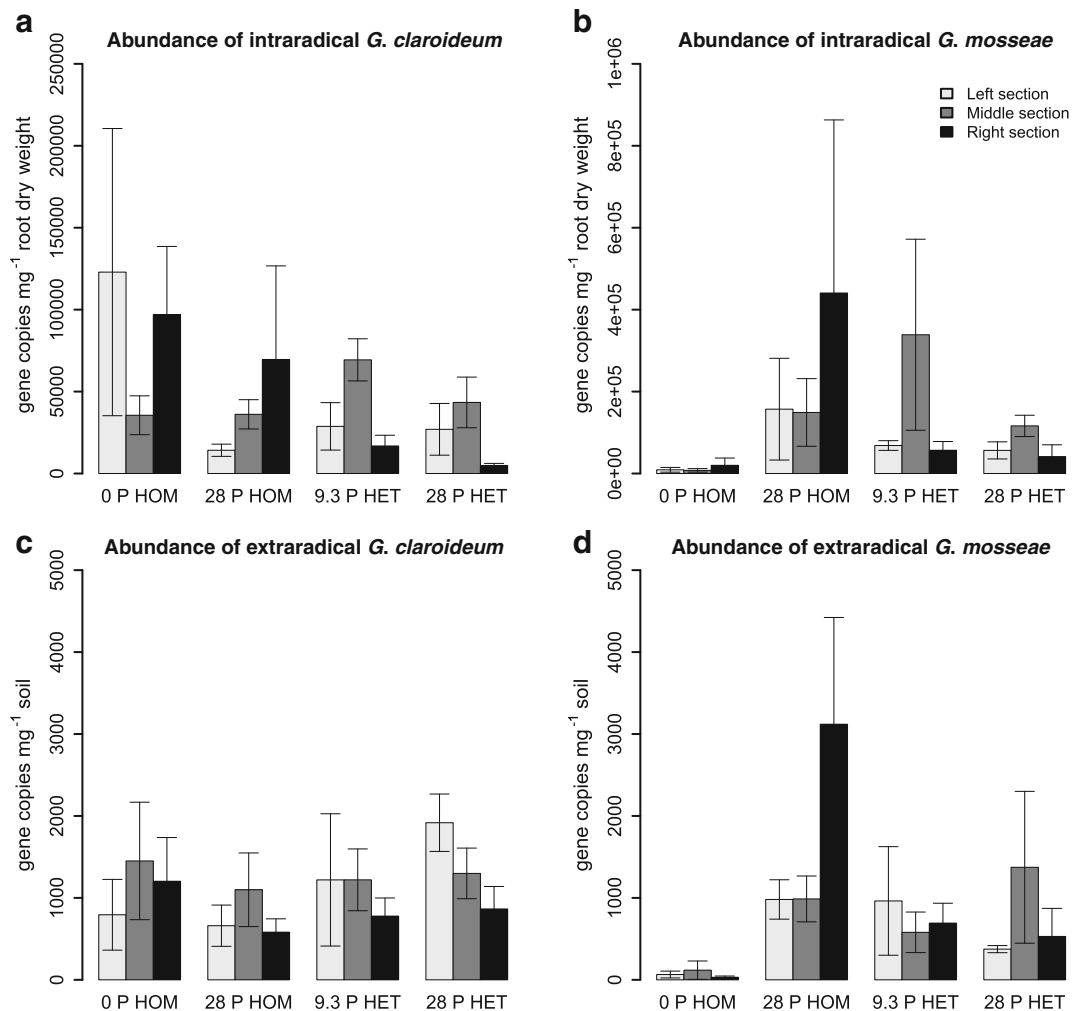 a
Abundance of intraradical G. claroideum
250000
200000
150000
100000
50000
0
gene copies mg-1 root dry weight
0 P HOM
28 P HOM
9.3 P HET
28 P HET
b
Abundance of intraradical G. mosseae
1e+06
8e+05
6e+05
4e+05
2e+05
0e+00
gene copies mg-1 root dry weight
Left section
Middle section
Right section
0 P HOM
28 P HOM
9.3 P HET
28 P HET
c
Abundance of extraradical G. claroideum
5000
4000
3000
2000
1000
0
gene copies mg-1 soil
0 P HOM
28 P HOM
9.3 P HET
28 P HET
d
Abundance of extraradical G. mosseae
5000
4000
3000
2000
1000
0
gene copies mg-1 soil
0 P HOM
28 P HOM
9.3 P HET
28 P HET